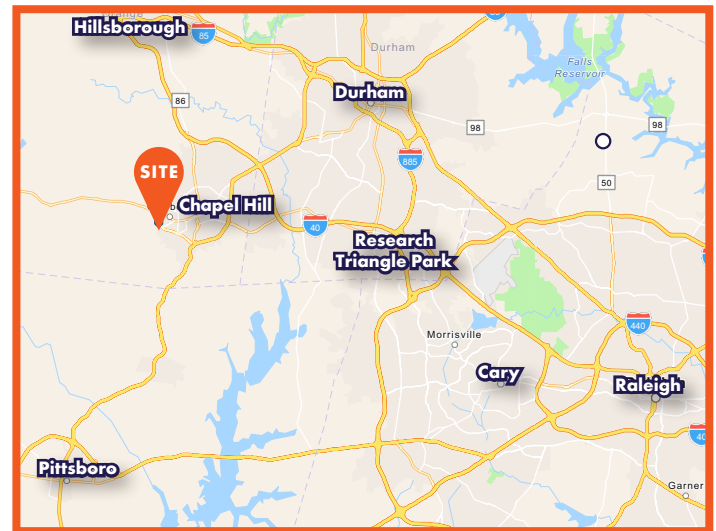 Hillsborough
85
Durham
Falls
Reservoir
Durham
86
98
98
885
SITE
50
Chapel Hill
40
Research
Triangle Park
440
Morrisville
Cary
Raleigh
40
Pittsboro
Garner